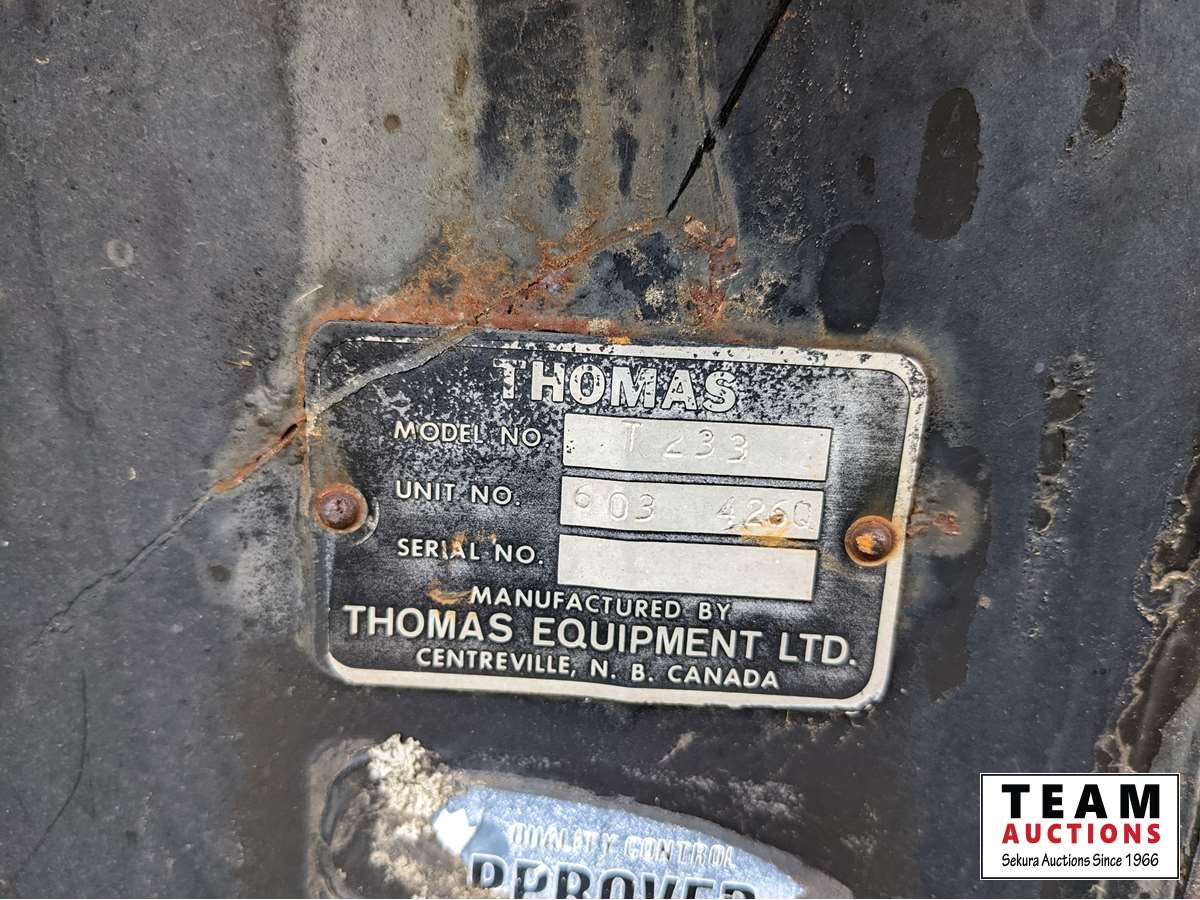 THOMAS
MODEL NO T 233
UNIT NO. 603 426Q
SERIAL NO.
MANUFACTURED BY
THOMAS EQUIPMENT LTD.
CENTREVILLE, N. B. CANADA
QUALITY CONTROL
TEAM
AUCTIONS
Sekura Auctions Since 1966